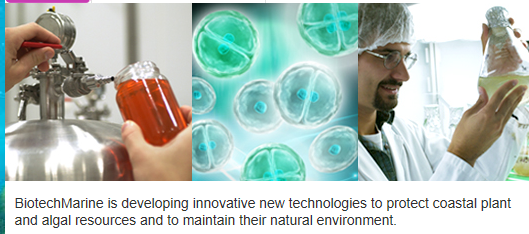 BiotechMarine is developing innovative new technologies to protect coastal plant
and algal resources and to maintain their natural environment.